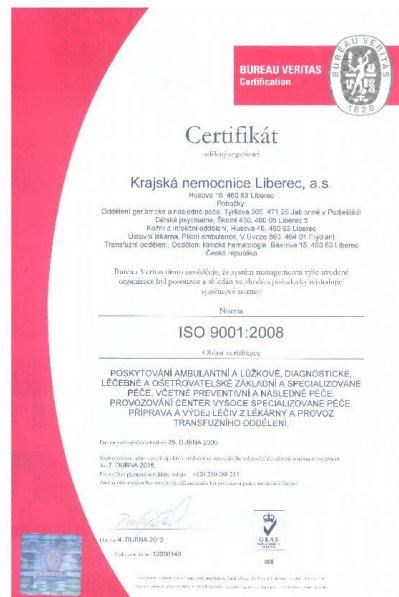 BUREAU VERITAS
Certification
BUREAU VERITAS
1828
Certifikát
udělený organizaci
Krajská nemocnice Liberec, a.s.
Husova 10, 460 63 Liberec
Pobočky:
Oddělení geriatrické a následné péče, Tyršova 365, 471 25 Jablonné v Podještědí
Dětská psychiatrie, Školní 438, 460 05 Liberec 5
Kožní a infekční oddělení, Husova 46, 460 63 Liberec
Ústavní lékárna, Plicní ambulance, V Úvoze 860, 464 01 Frýdlant
Transfuzní oddělení, Oddělení klinické hematologie, Baarova 15, 460 63 Liberec
Česká republika
Bureau Veritas tímto osvědčuje, že systém managementu výše uvedené
organizace byl posouzen a shledán ve shodě s požadavky následující
systémové normy:
Norma
ISO 9001:2008
Oblast certifikace
POSKYTOVÁNÍ AMBULANTNÍ A LŮŽKOVÉ, DIAGNOSTICKÉ,
LÉČEBNÉ A OŠETŘOVATELSKÉ ZÁKLADNÍ A SPECIALIZOVANÉ
PÉČE, VČETNĚ PREVENTIVNÍ A NÁSLEDNÉ PÉČE.
PROVOZOVÁNÍ CENTER VYSOCE SPECIALIZOVANÉ PÉČE.
PŘÍPRAVA A VÝDEJ LÉČIV Z LÉKÁRNY A PROVOZ
TRANSFUZNÍHO ODDĚLENÍ.
26. DUBNA 2006
7. DUBNA 2015
Datum: 4. DUBNA 2012
12000140
UKAS
008